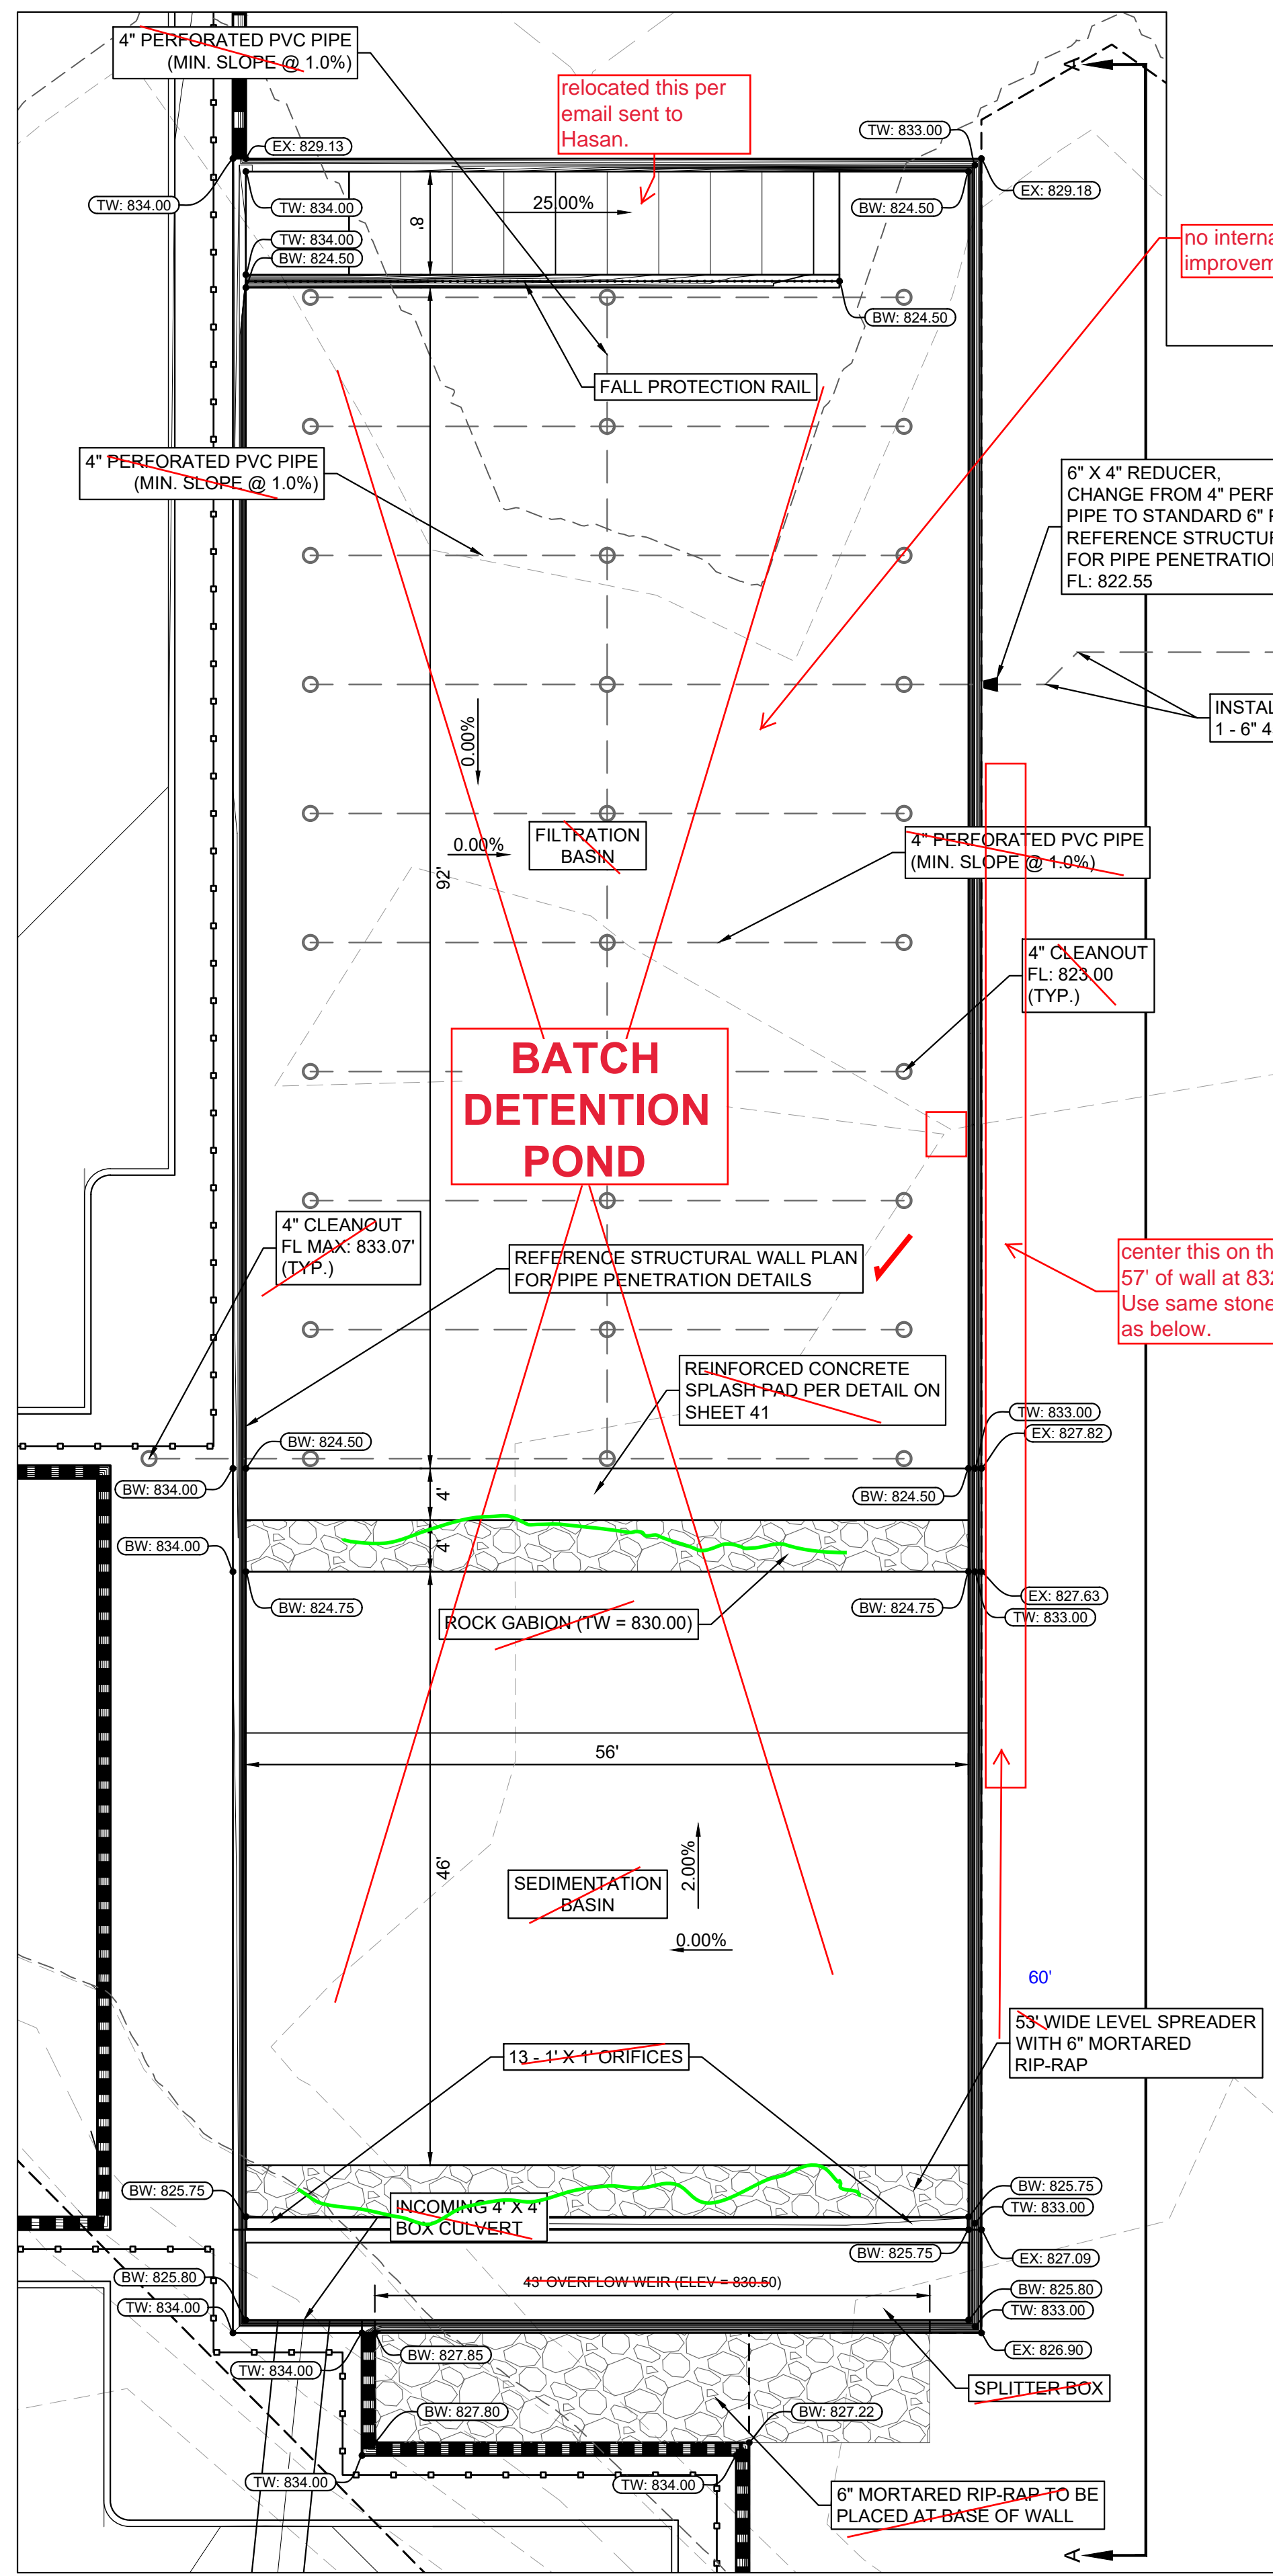 4" PERFORATED PVC PIPE
(MIN. SLOPE @ 1.0%)
relocated this per
email sent to
Hasan.
A
TW: 833.00
EX: 829.13
EX: 829.18
TW: 834.00
TW: 834.00
25.00%
BW: 824.50
8'
TW: 834.00
BW: 824.50
no interna
improvem
BW: 824.50
FALL PROTECTION RAIL
4" PERFORATED PVC PIPE
(MIN. SLOPE @ 1.0%)
6" X 4" REDUCER,
CHANGE FROM 4" PERF
PIPE TO STANDARD 6" P
REFERENCE STRUCTUR
FOR PIPE PENETRATION
FL: 822.55
INSTAL
1 - 6" 4
0.00%
FILTRATION
BASIN
0.00%
92'
4" PERFORATED PVC PIPE
(MIN. SLOPE @ 1.0%)
4" CLEANOUT
FL: 823.00
(TYP.)
BATCH
DETENTION
POND
4" CLEANOUT
FL MAX: 833.07'
(TYP.)
REFERENCE STRUCTURAL WALL PLAN
FOR PIPE PENETRATION DETAILS
center this on th
57' of wall at 832
Use same stone
as below.
REINFORCED CONCRETE
SPLASH PAD PER DETAIL ON
SHEET 41
TW: 833.00
EX: 827.82
BW: 824.50
BW: 834.00
4'
BW: 824.50
BW: 834.00
4'
EX: 827.63
BW: 824.75
BW: 824.75
TW: 833.00
ROCK GABION (TW = 830.00)
56'
46'
2.00%
SEDIMENTATION
BASIN
0.00%
60'
53' WIDE LEVEL SPREADER
WITH 6" MORTARED
RIP-RAP
13 - 1' X 1' ORIFICES
BW: 825.75
BW: 825.75
TW: 833.00
INCOMING 4' X 4'
BOX CULVERT
BW: 825.75
EX: 827.09
BW: 825.80
43' OVERFLOW WEIR (ELEV = 830.50)
BW: 825.80
TW: 834.00
TW: 833.00
BW: 827.85
EX: 826.90
TW: 834.00
SPLITTER BOX
BW: 827.80
BW: 827.22
TW: 834.00
TW: 834.00
6" MORTARED RIP-RAP TO BE
PLACED AT BASE OF WALL
A